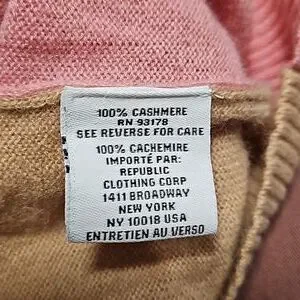 100% CASHMERE
RN 93178
SEE REVERSE FOR CARE
100% CACHEMIRE
IMPORTÉ PAR:
REPUBLIC
CLOTHING CORP
1411 BROADWAY
NEW YORK
NY 10018 USA
ENTRETIEN AU VERSO